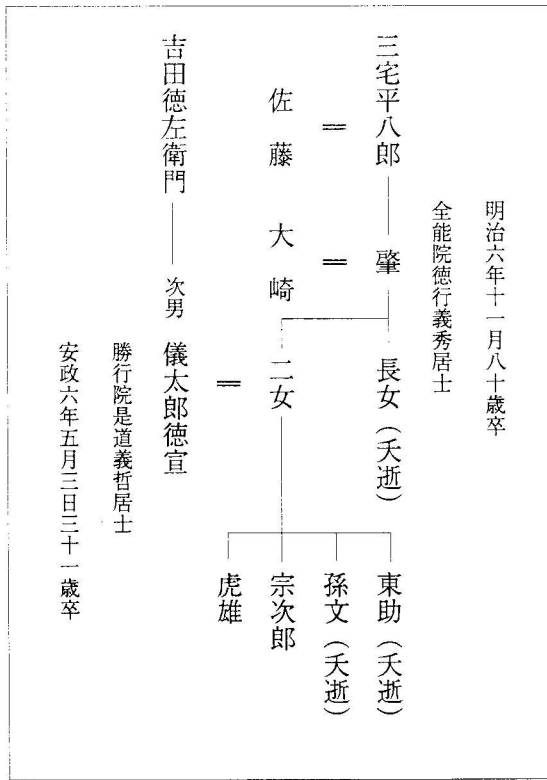 明治六年十一月八十歳卒
全能院徳行義秀居士
三宅平八郎 肇 長女（夭逝） 東助（夭逝）
孫文（夭逝）
佐藤 大崎 二女 宗次郎
虎雄
吉田徳左衛門 次男 儀太郎徳宣
勝行院是道義哲居士
安政六年五月三日三十一歳卒